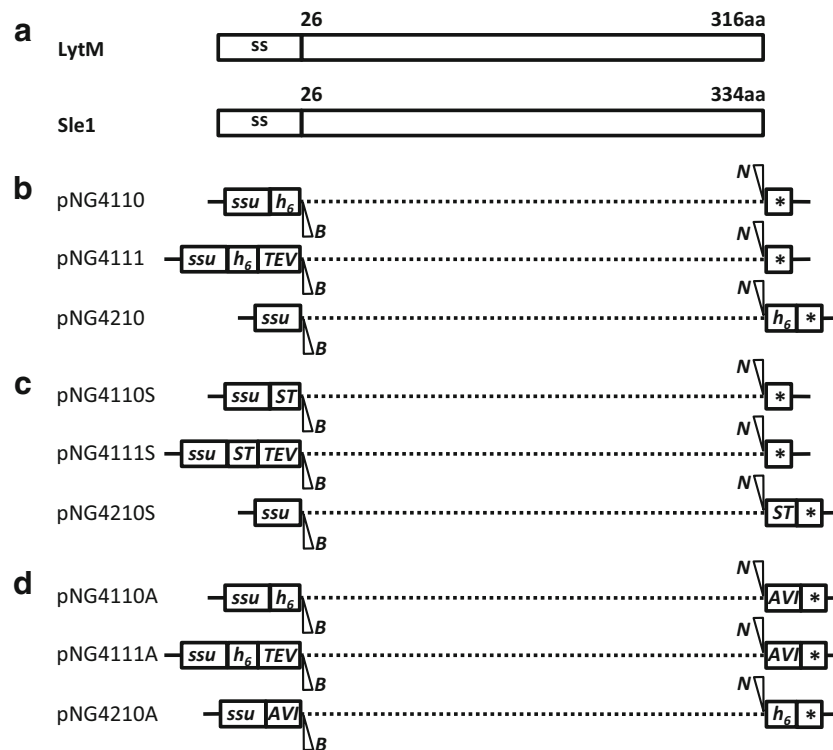 a
26 316aa
LytM ss
26 334aa
Sle1 ss
b
N
pNG4110 ssu h6 *
B
N
pNG4111 ssu h6 TEV *
B
N
pNG4210 ssu h6 *
B
c
N
pNG4110S ssu ST *
B
N
pNG4111S ssu ST TEV *
B
N
pNG4210S ssu ST *
B
d
N
pNG4110A ssu h6 AVI *
B
N
pNG4111A ssu h6 TEV AVI *
B
N
pNG4210A ssu AVI h6 *
B